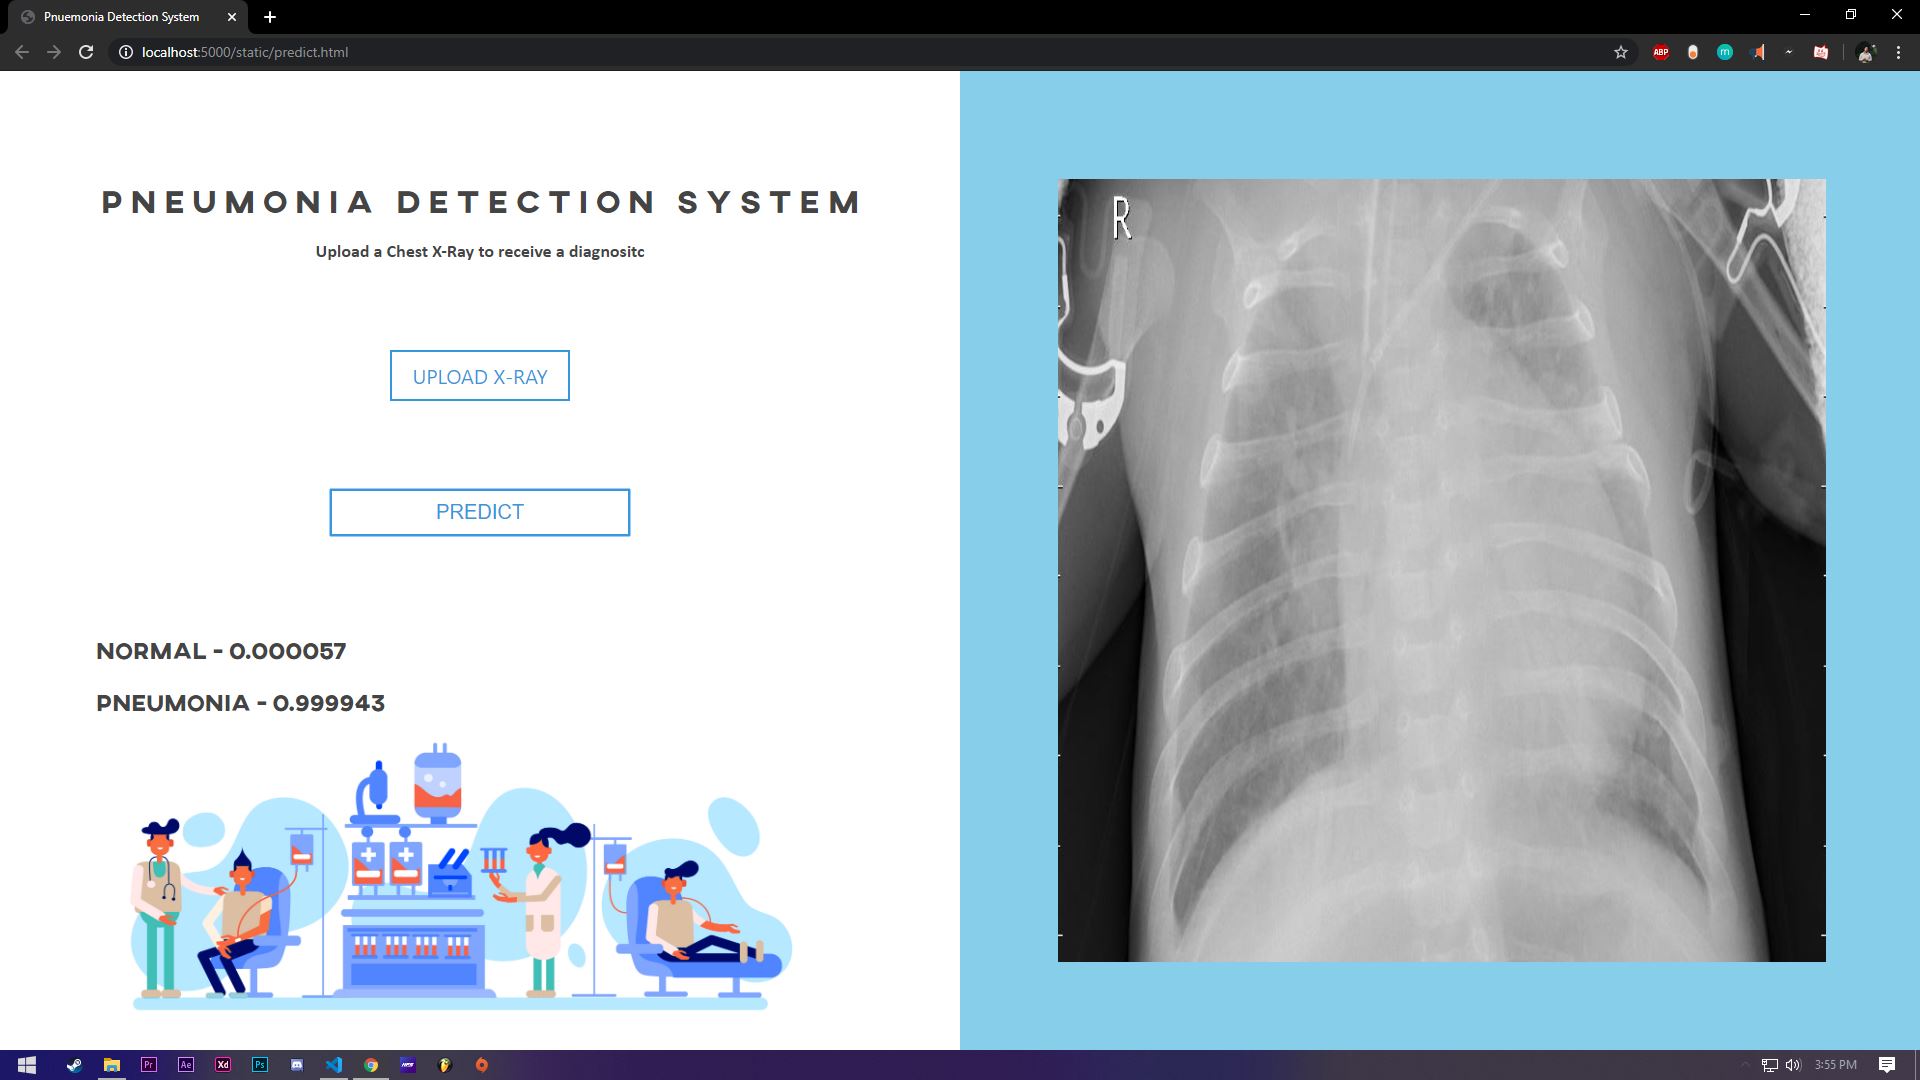 Pnuemonia Detection System
localhost:5000/static/predict.html
ABP
m
PNEUMONIA DETECTION SYSTEM
Upload a Chest X-Ray to receive a diagnositc
UPLOAD X-RAY
PREDICT
NORMAL - 0.000057
PNEUMONIA - 0.999943
R
Pr
Ae
Xd
Ps
3:55 PM